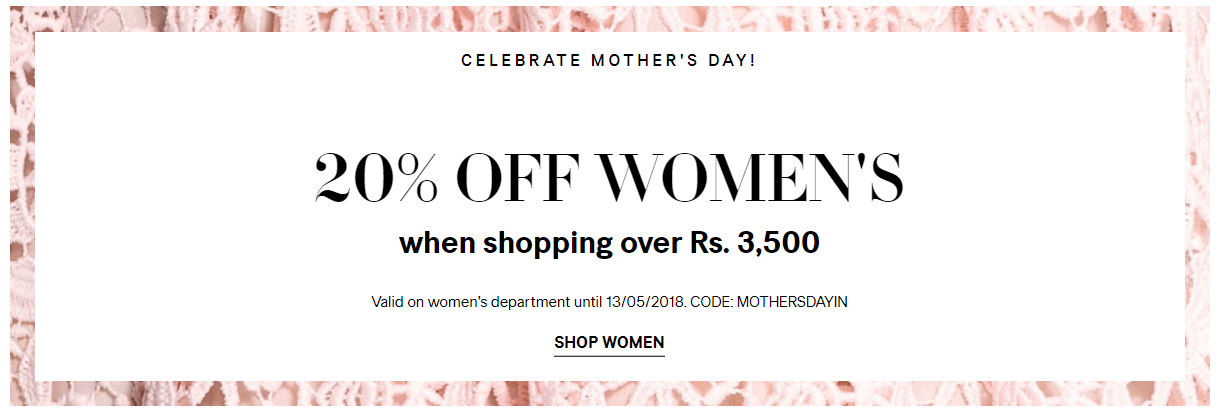 CELEBRATE MOTHER'S DAY!
20% OFF WOMEN'S
when shopping over Rs. 3,500
Valid on women's department until 13/05/2018. CODE: MOTHERSDAYIN
SHOP WOMEN